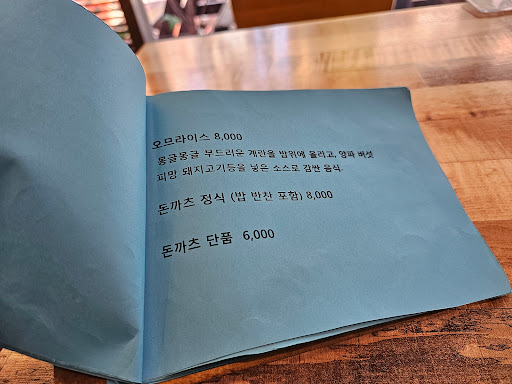 오므라이스 8,000
몽글몽글 부드러운 계란을 밥위에 올리고, 양파 버섯
피망 돼지고기등을 넣은 소스로 감싼 음식.
돈까츠 정식 (밥 반찬 포함) 8,000
돈까츠 단품 6,000